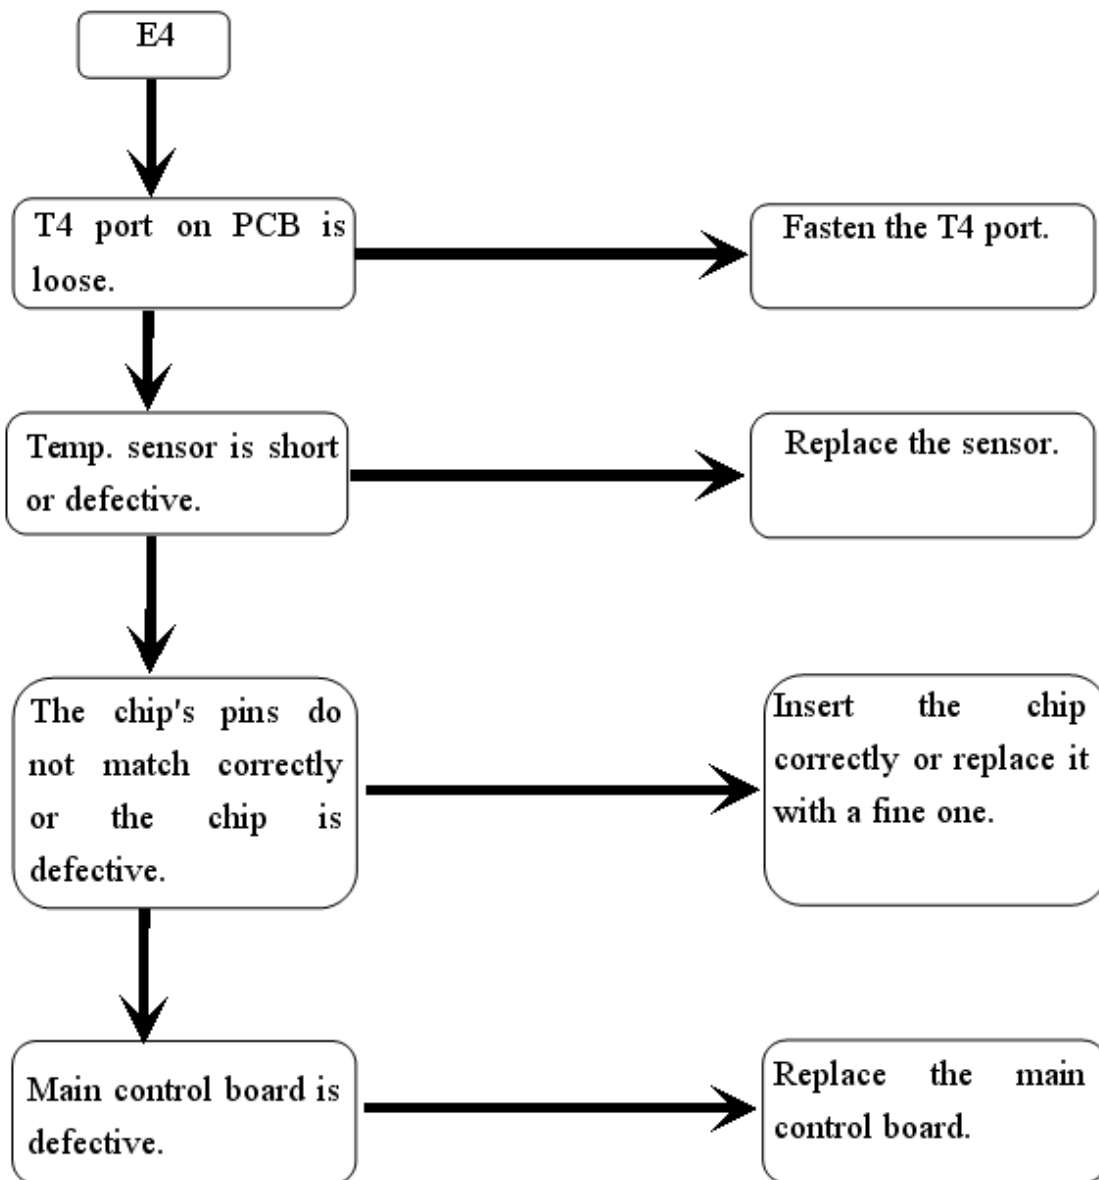 E4
T4 port on PCB is
loose.
Fasten the T4 port.
Temp. sensor is short
or defective.
Replace the sensor.
The chip's pins do
not match correctly
or the chip is
defective.
Insert the chip
correctly or replace it
with a fine one.
Main control board is
defective.
Replace the main
control board.